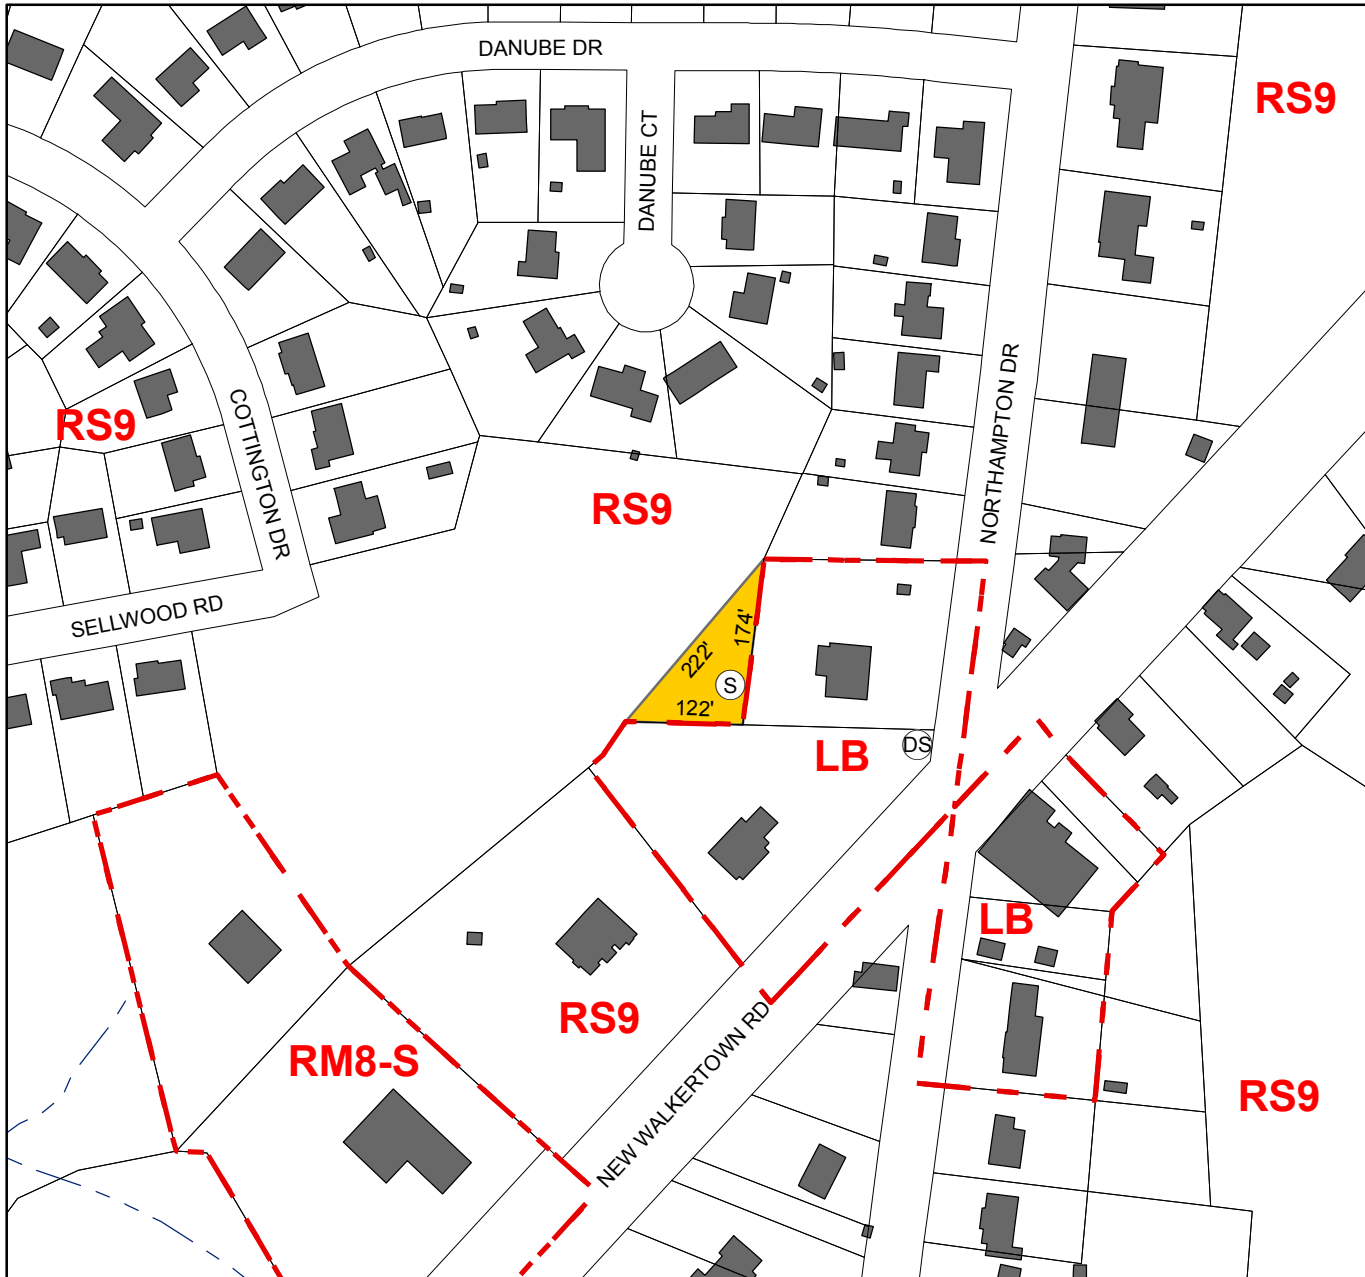 DANUBE DR
RS9
DANUBE CT
NORTHAMPTON DR
RS9
COTTINGTON DR
RS9
SELLWOOD RD
222'
174'
S
122'
DS
LB
LB
RS9
RM8-S
NEW WALKERTOWN RD
RS9